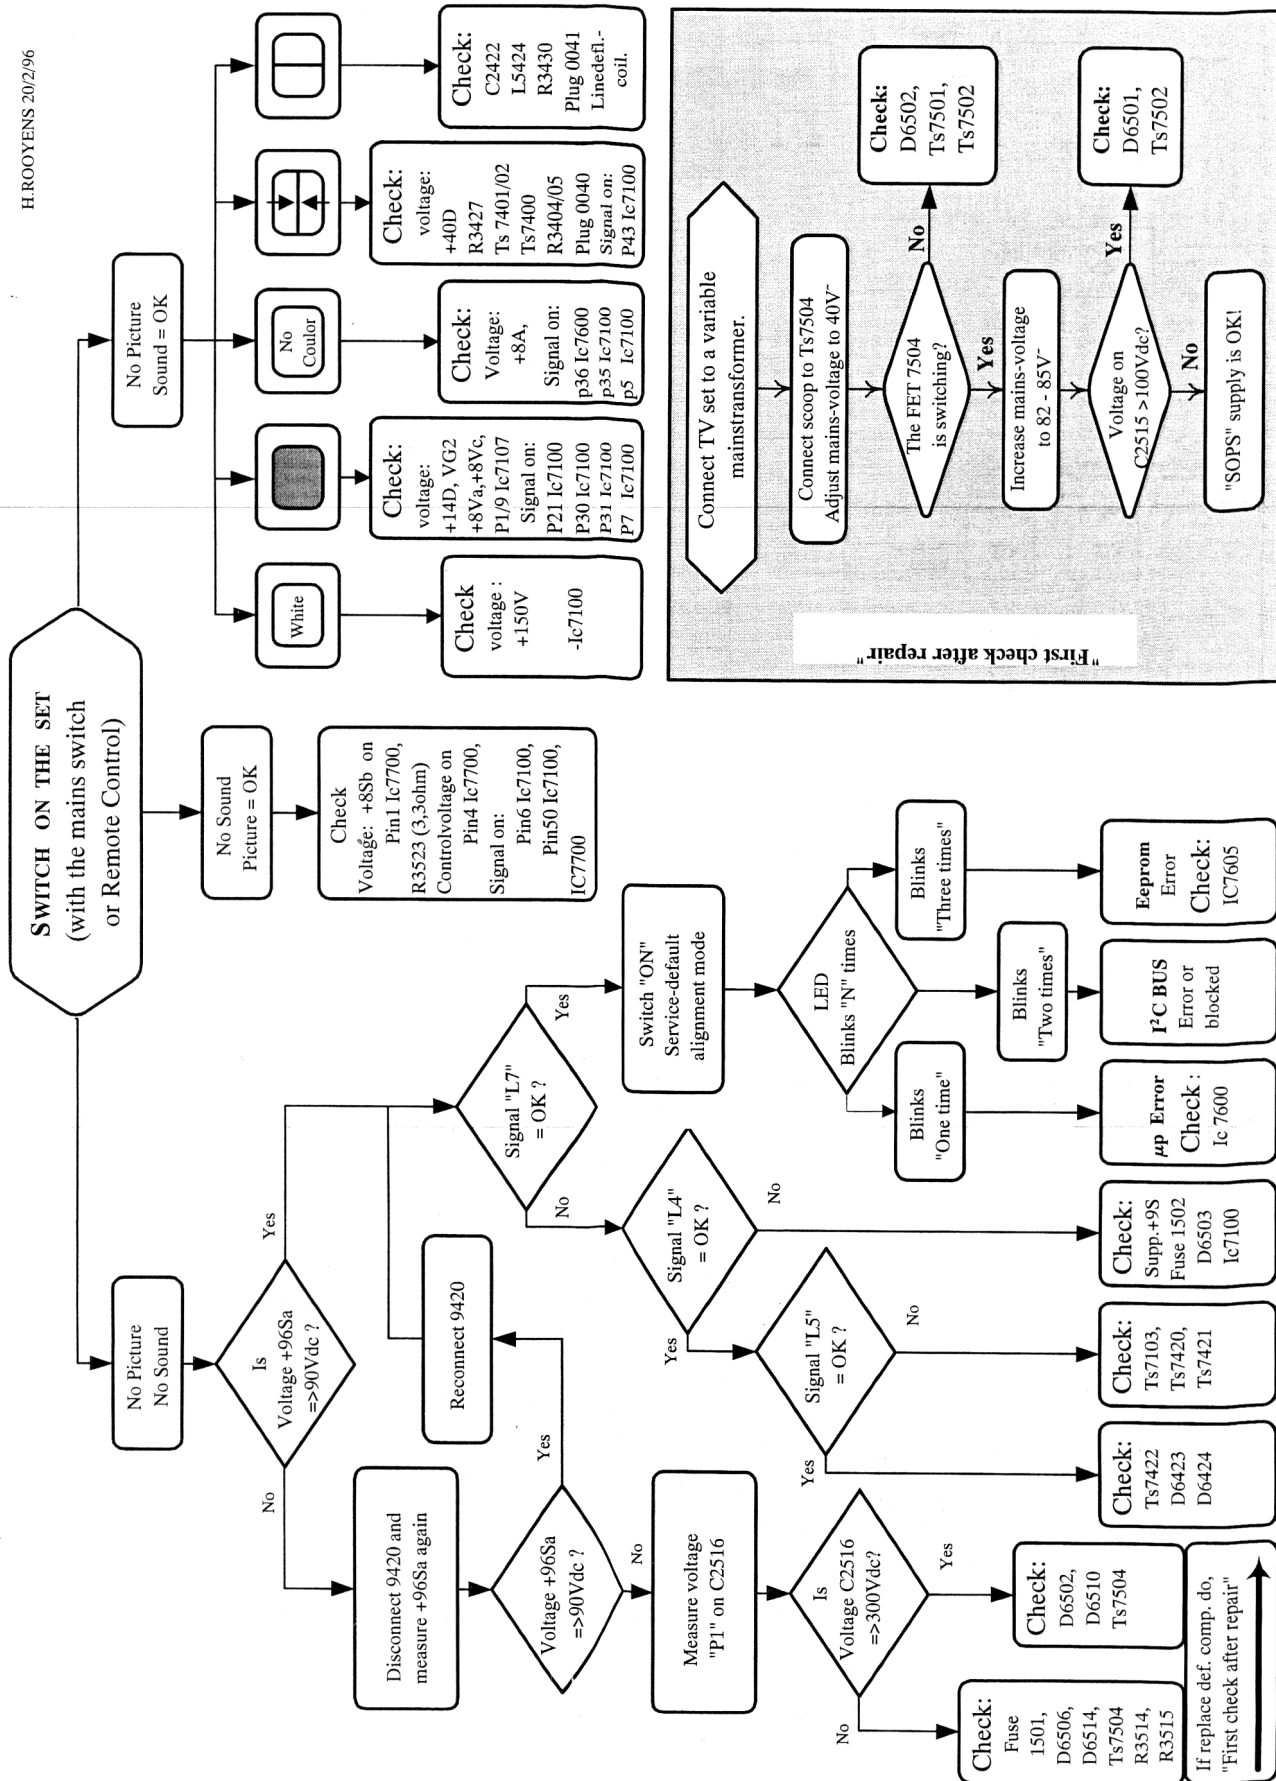 H.ROOYENS 20/2/96
SWITCH ON THE SET
(with the mains switch
or Remote Control)
No Picture
No Sound
Is
Voltage +96Sa
=>90Vdc ?
No
Yes
Disconnect 9420 and
measure +96Sa again
Voltage +96Sa
=>90Vdc ?
Yes
No
Reconnect 9420
Measure voltage
"P1" on C2516
Is
Voltage C2516
=>300Vdc?
No
Yes
Check:
Fuse
1501,
D6506,
D6514,
Ts7504
R3514,
R3515
Check:
D6502,
D6510
Ts7504
If replace def. comp. do,
"First check after repair"
Signal "L7"
= OK ?
No
Yes
Signal "L4"
= OK ?
Yes
No
Signal "L5"
= OK ?
Yes
No
Check:
Ts7422
D6423
D6424
Check:
Ts7103,
Ts7420,
Ts7421
Check:
Supp.+9S
Fuse 1502
D6503
Ic7100
Switch "ON"
Service-default
alignment mode
LED
Blinks "N" times
Blinks
"One time"
Blinks
"Two times"
Blinks
"Three times"
µp Error
Check :
Ic 7600
I²C BUS
Error or
blocked
Eeprom
Error
Check:
IC7605
No Sound
Picture = OK
Check
Voltage: +8Sb on
Pin1 Ic7700,
R3523 (3,3ohm)
Controlvoltage on
Pin4 Ic7700,
Signal on:
Pin6 Ic7100,
Pin50 Ic7100,
IC7700
No Picture
Sound = OK
White
Check
voltage :
+150V
-Ic7100
Check:
voltage:
+14D, VG2
+8Va,+8Vc,
P1/9 Ic7107
Signal on:
P21 Ic7100
P30 Ic7100
P31 Ic7100
P7 Ic7100
No
Coulor
Check:
Voltage:
+8A,
Signal on:
p36 Ic7600
p35 Ic7100
p5 Ic7100
Check:
voltage:
+40D
R3427
Ts 7401/02
Ts7400
R3404/05
Plug 0040
Signal on:
P43 Ic7100
Check:
C2422
L5424
R3430
Plug 0041
Linedefl.-
coil.
"First check after repair"
Connect TV set to a variable
mainstransformer.
Connect scoop to Ts7504
Adjust mains-voltage to 40V~
The FET 7504
is switching?
No
Yes
Check:
D6502,
Ts7501,
Ts7502
Increase mains-voltage
to 82 - 85V~
Voltage on
C2515 >100Vdc?
Yes
No
Check:
D6501,
Ts7502
"SOPS" supply is OK!